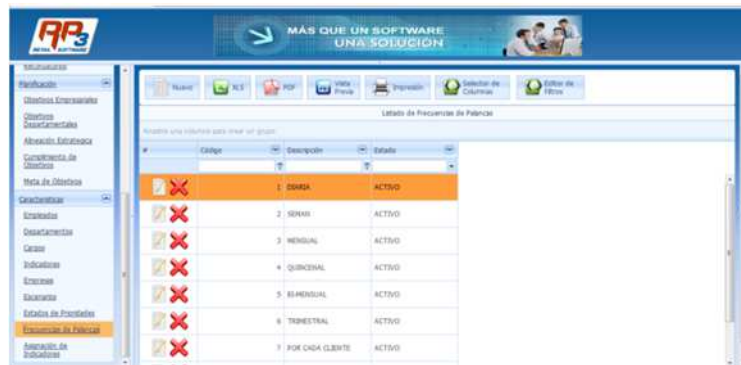 RP3
RETAIL SOFTWARE
MÁS QUE UN SOFTWARE
UNA SOLUCIÓN
Planificación
Objetivos Empresariales
Objetivos
Departamentales
Alineación Estrategica
Cumplimiento de
Objetivos
Meta de Objetivos
Características
Empleados
Departamentos
Cargos
Indicadores
Empresas
Escenarios
Estados de Prioridades
Frecuencias de Palancas
Asignación de
Indicadores
Nuevo
XLS
PDF
Vista
Previa
Impresión
Selector de
Columnas
Editor de
Filtros
Listado de Frecuencias de Palancas
Arrastre una columna para crear un grupo
# Código Descripción Estado
1 DIARIA ACTIVO
2 SEMAN ACTIVO
3 MENSUAL ACTIVO
4 QUINCENAL ACTIVO
5 BI-MENSUAL ACTIVO
6 TRIMESTRAL ACTIVO
7 POR CADA CLIENTE ACTIVO